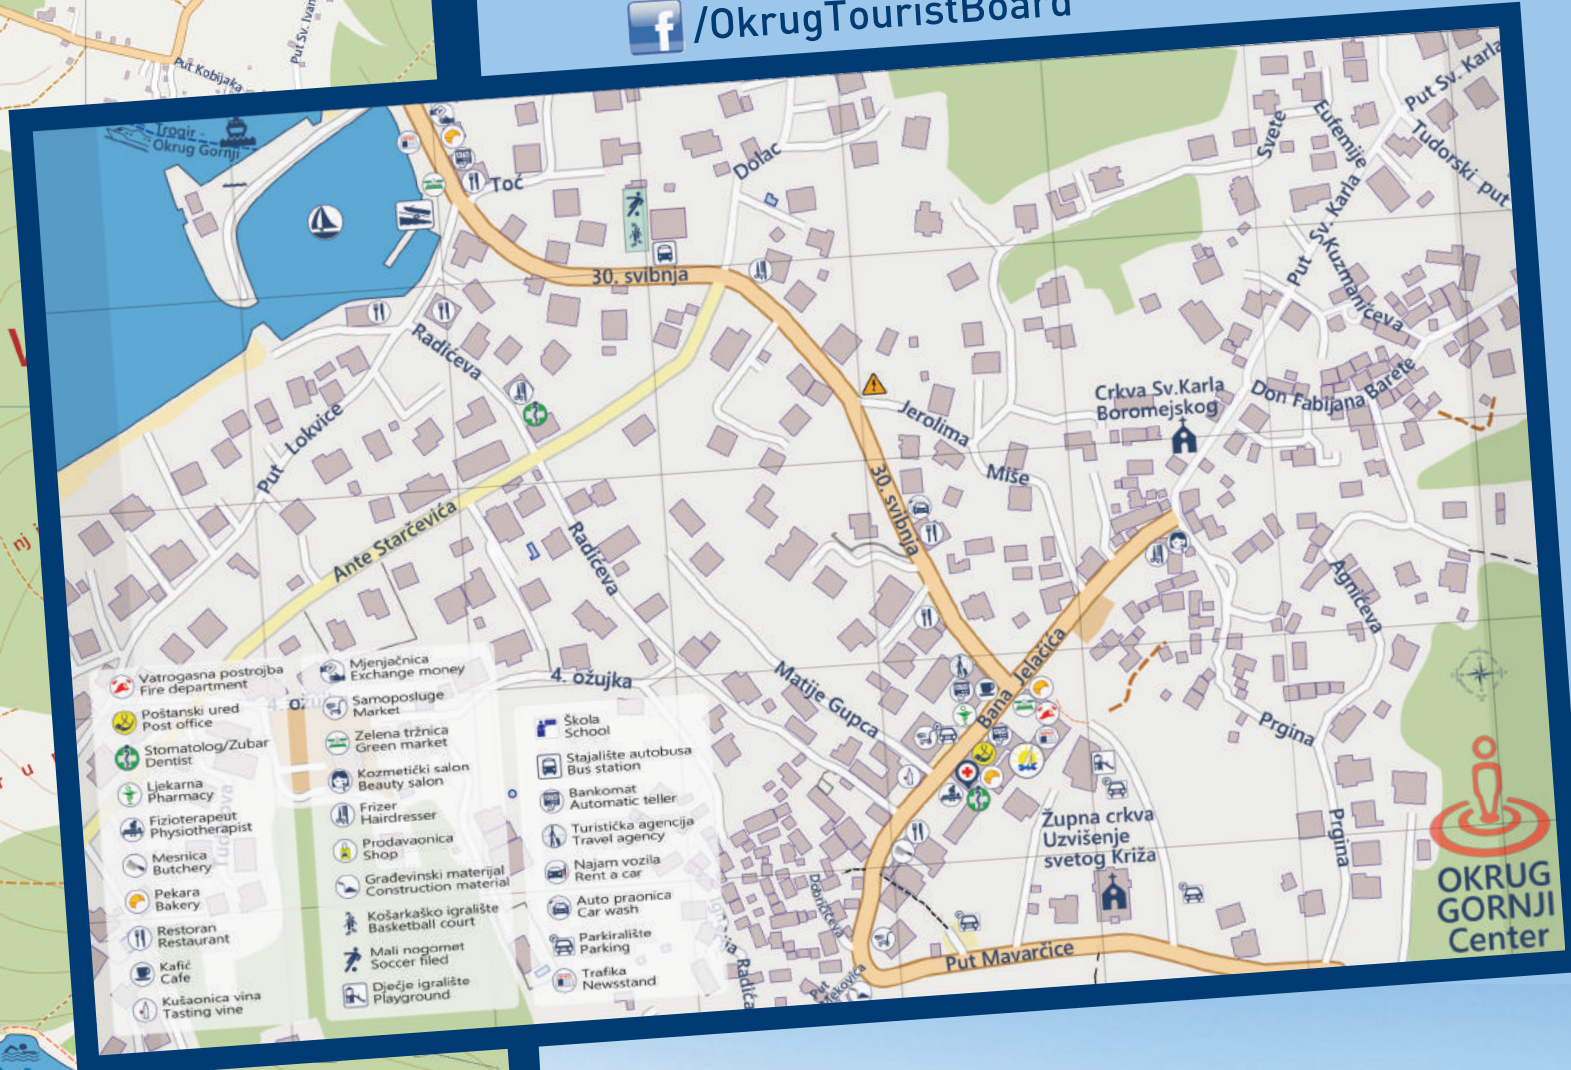 /OkrugTouristBoard
Put Sv. Ivan
Put Kobijaka
Trogir -
Okrug Gornji
Toć
Dolac
30. svibnja
Svete
Eufemije
Put Sv. Karla
Tudorski put
Put Sv. Karla
Kuzmanićeva
Radićeva
Put Lokvice
Jerolima
Miše
Crkva Sv.Karla
Boromejskog
Don Fabijana Barete
Ante Starčevića
Radićeva
30. svibnja
Agnićeva
4. ožujka
Matije Gupca
Bana Jelačića
Prgina
Prgina
Župna crkva
Uzvišenje
svetog Križa
Put Mavarčice
Dobrićeva
Radića
Put
OKRUG
GORNJI
Center
Vatrogasna postrojba
Fire department
Poštanski ured
Post office
Stomatolog/Zubar
Dentist
Ljekarna
Pharmacy
Fizioterapeut
Physiotherapist
Mesnica
Butchery
Pekara
Bakery
Restoran
Restaurant
Kafić
Cafe
Kušaonica vina
Tasting vine
Mjenjačnica
Exchange money
Samoposluge
Market
Zelena tržnica
Green market
Kozmetički salon
Beauty salon
Frizer
Hairdresser
Prodavaonica
Shop
Građevinski materijal
Construction material
Košarkaško igralište
Basketball court
Mali nogomet
Soccer filed
Dječje igralište
Playground
Škola
School
Stajalište autobusa
Bus station
Bankomat
Automatic teller
Turistička agencija
Travel agency
Najam vozila
Rent a car
Auto praonica
Car wash
Parkiralište
Parking
Trafika
Newsstand